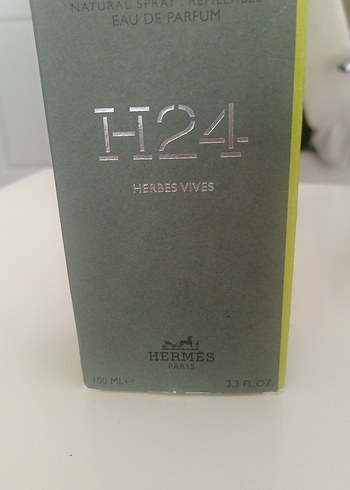 NATURAL SPRAY . REFILLABLE
EAU DE PARFUM
H24
HERBES VIVES
HERMÈS
PARIS
100 ML℮ 3.3 FL.OZ